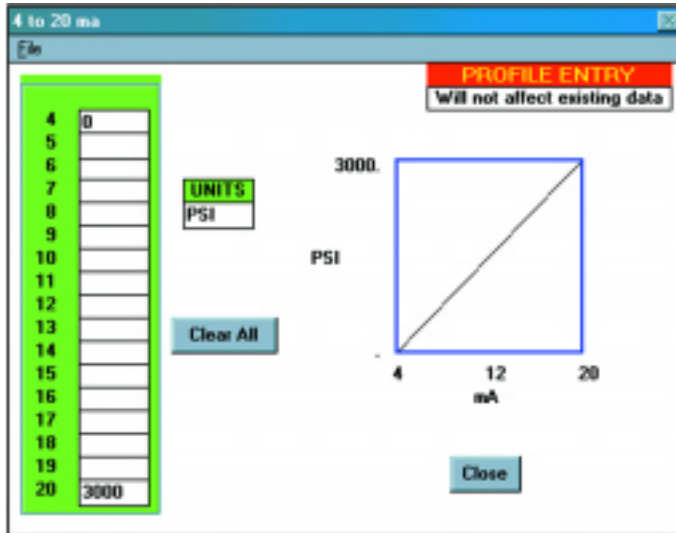 4 to 20 ma
File
PROFILE ENTRY
Will not affect existing data
4 0
5
6
7
8
9
10
11
12
13
14
15
16
17
18
19
20 3000
UNITS
PSI
Clear All
3000.
PSI
.
4 12 20
mA
Close